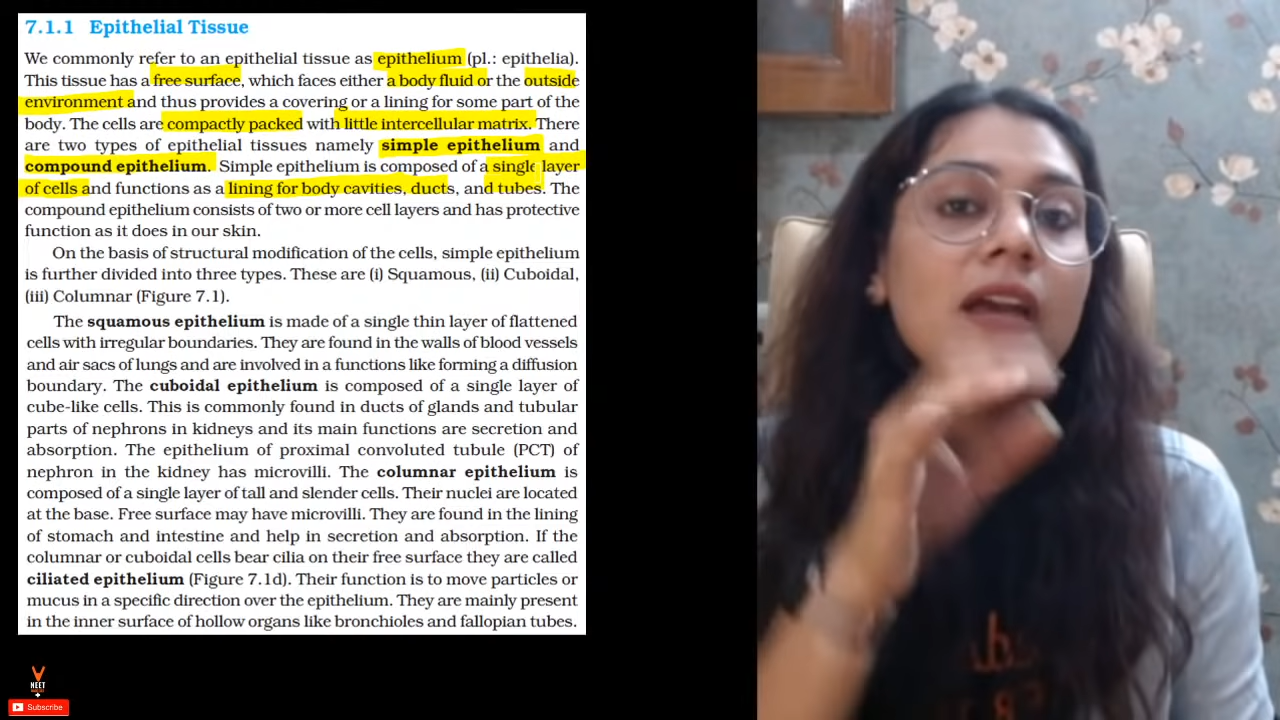 7.1.1 Epithelial Tissue
We commonly refer to an epithelial tissue as epithelium (pl.: epithelia).
This tissue has a free surface, which faces either a body fluid or the outside
environment and thus provides a covering or a lining for some part of the
body. The cells are compactly packed with little intercellular matrix. There
are two types of epithelial tissues namely simple epithelium and
compound epithelium. Simple epithelium is composed of a single layer
of cells and functions as a lining for body cavities, ducts, and tubes. The
compound epithelium consists of two or more cell layers and has protective
function as it does in our skin.
On the basis of structural modification of the cells, simple epithelium
is further divided into three types. These are (i) Squamous, (ii) Cuboidal,
(iii) Columnar (Figure 7.1).
The squamous epithelium is made of a single thin layer of flattened
cells with irregular boundaries. They are found in the walls of blood vessels
and air sacs of lungs and are involved in a functions like forming a diffusion
boundary. The cuboidal epithelium is composed of a single layer of
cube-like cells. This is commonly found in ducts of glands and tubular
parts of nephrons in kidneys and its main functions are secretion and
absorption. The epithelium of proximal convoluted tubule (PCT) of
nephron in the kidney has microvilli. The columnar epithelium is
composed of a single layer of tall and slender cells. Their nuclei are located
at the base. Free surface may have microvilli. They are found in the lining
of stomach and intestine and help in secretion and absorption. If the
columnar or cuboidal cells bear cilia on their free surface they are called
ciliated epithelium (Figure 7.1d). Their function is to move particles or
mucus in a specific direction over the epithelium. They are mainly present
in the inner surface of hollow organs like bronchioles and fallopian tubes.
NEET
Subscribe